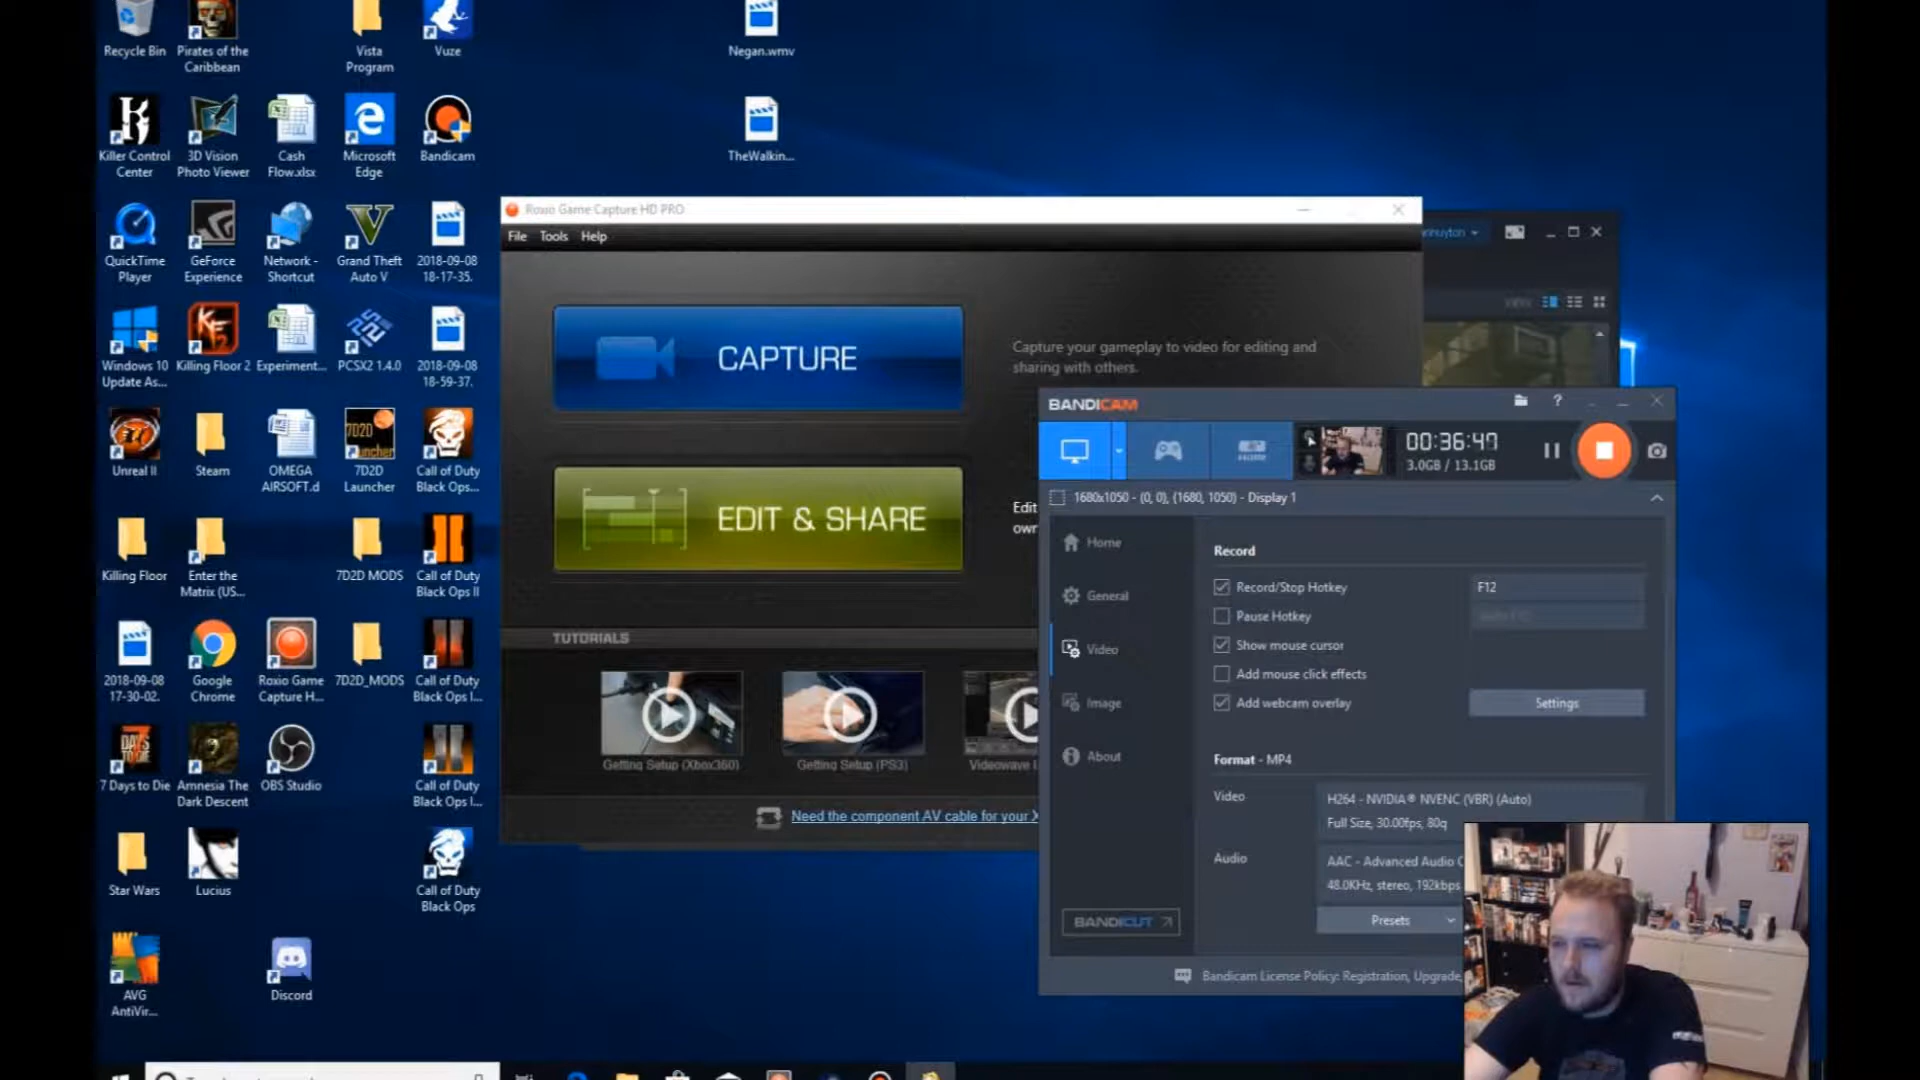 Recycle Bin
Pirates of the
Caribbean
Vista
Program
Vuze
Negan.wmv
Killer Control
Center
3D Vision
Photo Viewer
Cash
Flow.xlsx
Microsoft
Edge
Bandicam
TheWalkin...
QuickTime
Player
GeForce
Experience
Network -
Shortcut
Grand Theft
Auto V
2018-09-08
18-17-35.
Windows 10
Update As...
Killing Floor 2
Experiment...
PCSX2 1.4.0
2018-09-08
18-59-37.
Unreal II
Steam
OMEGA
AIRSOFT.d
7D2D
Launcher
Call of Duty
Black Ops...
Killing Floor
Enter the
Matrix (US...
7D2D MODS
Call of Duty
Black Ops II
2018-09-08
17-30-02.
Google
Chrome
Roxio Game
Capture H...
7D2D_MODS
Call of Duty
Black Ops I...
7 Days to Die
Amnesia The
Dark Descent
OBS Studio
Call of Duty
Black Ops I...
Star Wars
Lucius
Call of Duty
Black Ops
AVG
AntiVir...
Discord
Roxio Game Capture HD PRO
File Tools Help
CAPTURE
Capture your gameplay to video for editing and
sharing with others.
EDIT & SHARE
Edit
own
TUTORIALS
Getting Setup (Xbox360)
Getting Setup (PS3)
Need the component AV cable for your X
VIEW
BANDICAM
00:36:47
3.0GB / 13.1GB
1680x1050 - (0, 0), (1680, 1050) - Display 1
Home
General
Video
Image
About
BANDICUT
Record
Record/Stop Hotkey
F12
Pause Hotkey
Show mouse cursor
Add mouse click effects
Add webcam overlay
Settings
Format - MP4
Video
H264 - NVIDIA® NVENC (VBR) (Auto)
Full Size, 30.00fps, 80q
Audio
AAC - Advanced Audio C
48.0KHz, stereo, 192kbps
Presets
Bandicam License Policy: Registration, Upgrade,